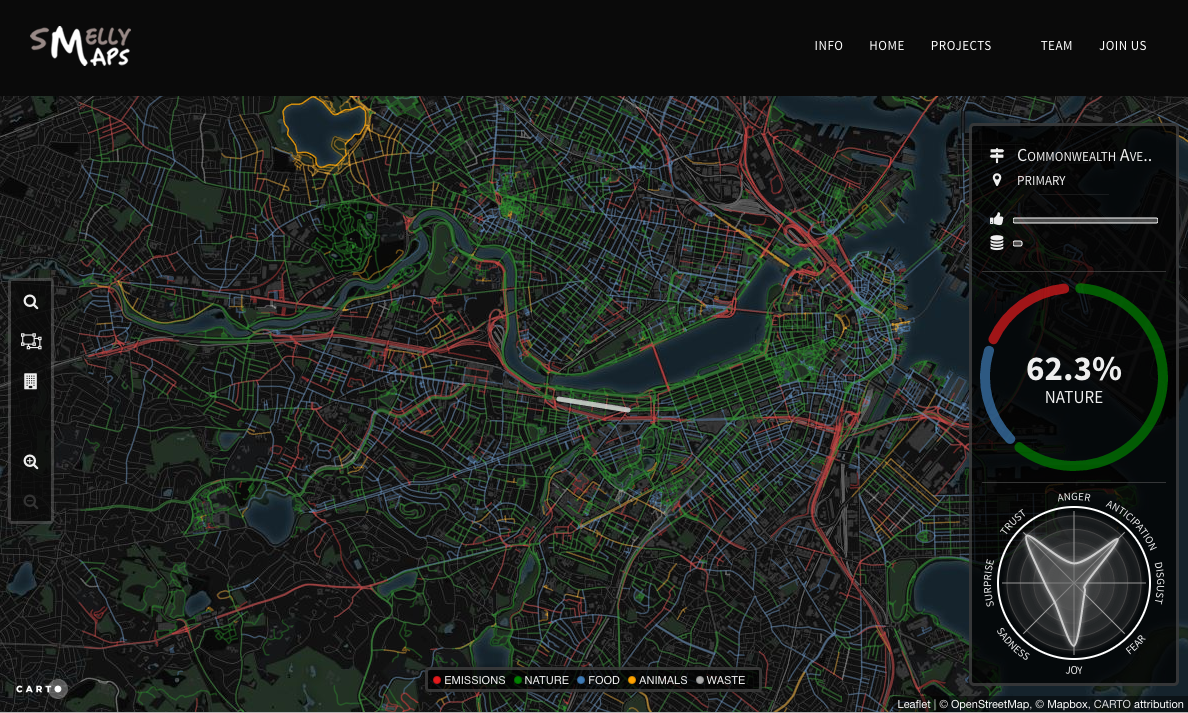 SMELLY
MAPS
INFO HOME PROJECTS TEAM JOIN US
Commonwealth Ave..
PRIMARY
62.3%
NATURE
ANGER
ANTICIPATION
DISGUST
FEAR
JOY
SADNESS
SURPRISE
TRUST
EMISSIONS NATURE FOOD ANIMALS WASTE
CARTO
Leaflet | © OpenStreetMap, © Mapbox, CARTO attribution